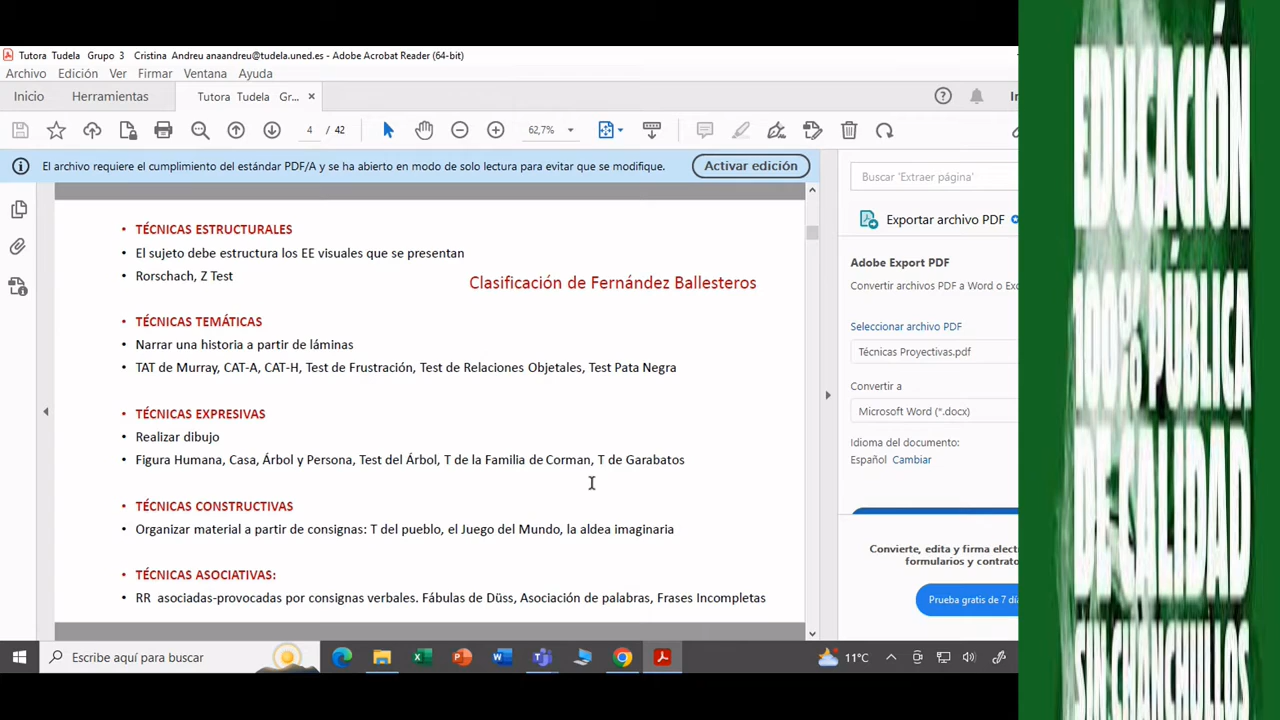 Tutora Tudela Grupo 3 Cristina Andreu anaandreu@tudela.uned.es - Adobe Acrobat Reader (64-bit)
Archivo Edición Ver Firmar Ventana Ayuda
Inicio Herramientas Tutora Tudela Gr... ×
4 / 42 62,7%
El archivo requiere el cumplimiento del estándar PDF/A y se ha abierto en modo de solo lectura para evitar que se modifique. Activar edición
• TÉCNICAS ESTRUCTURALES
• El sujeto debe estructura los EE visuales que se presentan
• Rorschach, Z Test
Clasificación de Fernández Ballesteros
• TÉCNICAS TEMÁTICAS
• Narrar una historia a partir de láminas
• TAT de Murray, CAT-A, CAT-H, Test de Frustración, Test de Relaciones Objetales, Test Pata Negra
• TÉCNICAS EXPRESIVAS
• Realizar dibujo
• Figura Humana, Casa, Árbol y Persona, Test del Árbol, T de la Familia de Corman, T de Garabatos
• TÉCNICAS CONSTRUCTIVAS
• Organizar material a partir de consignas: T del pueblo, el Juego del Mundo, la aldea imaginaria
• TÉCNICAS ASOCIATIVAS:
• RR asociadas-provocadas por consignas verbales. Fábulas de Düss, Asociación de palabras, Frases Incompletas
Buscar 'Extraer página'
Exportar archivo PDF
Adobe Export PDF
Convertir archivos PDF a Word o Exc
Seleccionar archivo PDF
Técnicas Proyectivas.pdf
Convertir a
Microsoft Word (*.docx)
Idioma del documento:
Español Cambiar
Convierte, edita y firma elect
formularios y contrato
Prueba gratis de 7 día
Escribe aquí para buscar
11°C
EDUCACIÓN
100% PÚBLICA
DE CALIDAD
SIN CHANCHULLOS